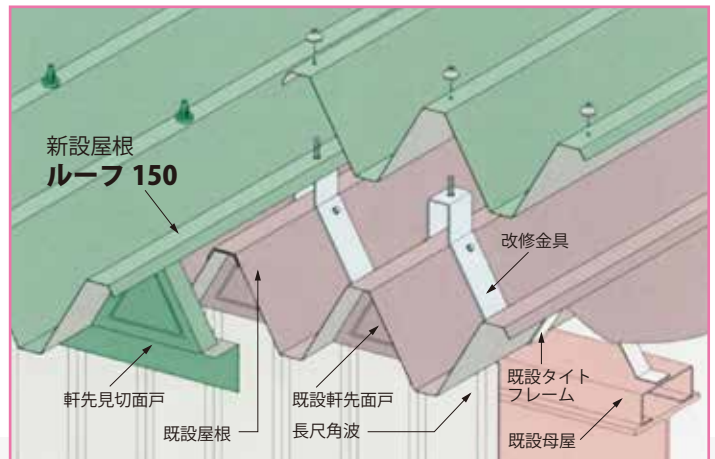 新設屋根
ルーフ 150
改修金具
軒先見切面戸
既設屋根
既設軒先面戸
長尺角波
既設タイト
フレーム
既設母屋